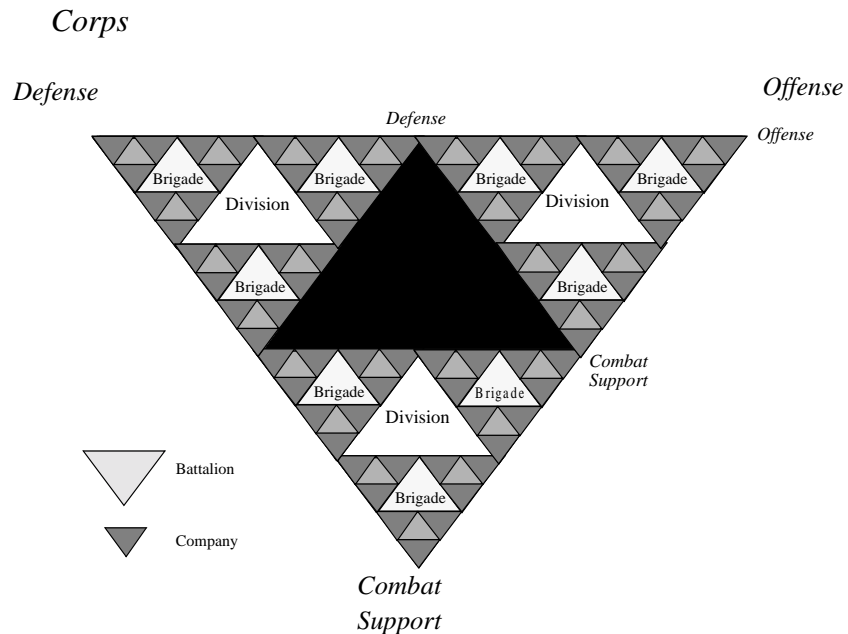 Corps
Defense
Offense
Defense
Offense
Brigade
Brigade
Brigade
Brigade
Division
Division
Brigade
Brigade
Combat
Support
Brigade
Brigade
Division
Battalion
Brigade
Company
Combat
Support